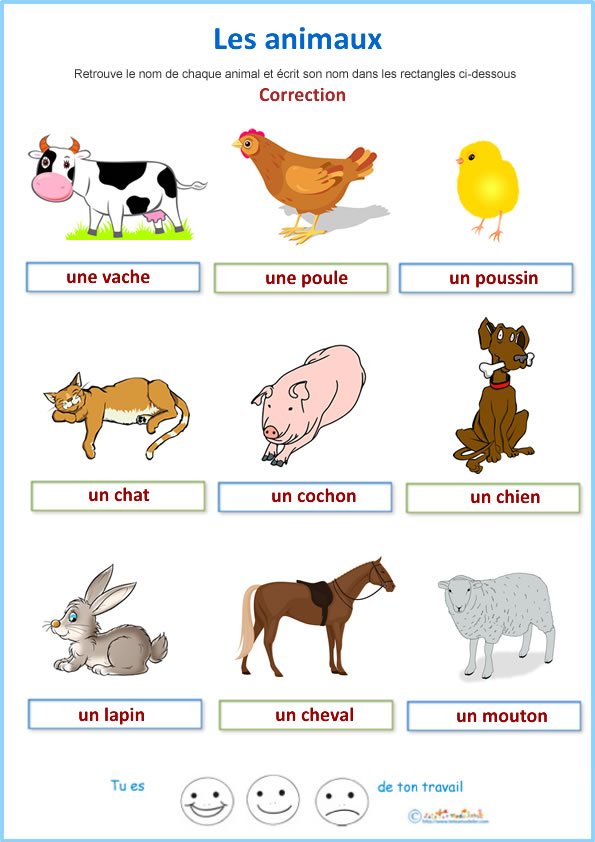 Les animaux
Retrouve le nom de chaque animal et écrit son nom dans les rectangles ci-dessous
Correction
une vache
une poule
un poussin
un chat
un cochon
un chien
un lapin
un cheval
un mouton
Tu es
de ton travail
©